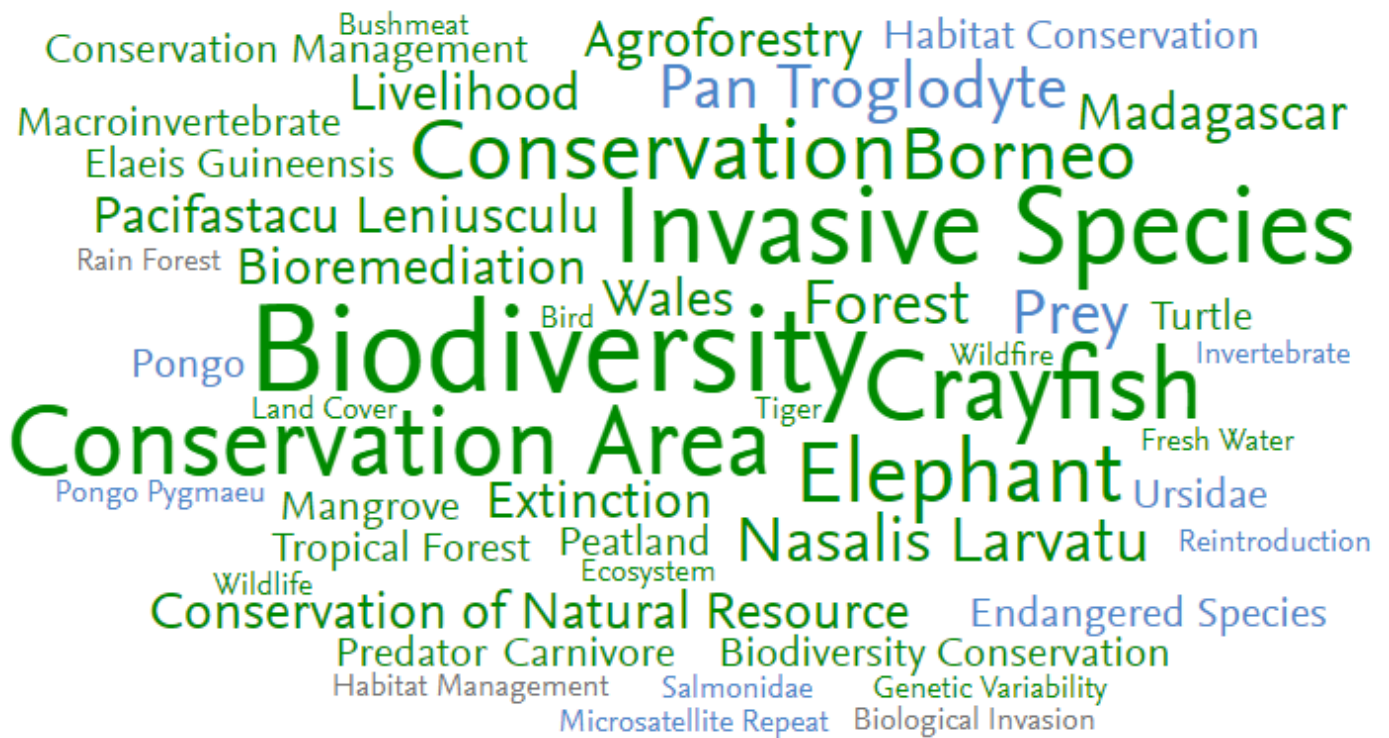 Bushmeat
Conservation Management
Agroforestry
Habitat Conservation
Livelihood
Pan Troglodyte
Macroinvertebrate
Madagascar
Elaeis Guineensis
Conservation
Borneo
Pacifastacu Leniusculu
Invasive Species
Rain Forest
Bioremediation
Wales
Forest
Bird
Prey
Turtle
Pongo
Biodiversity
Wildfire
Invertebrate
Crayfish
Land Cover
Tiger
Conservation Area
Fresh Water
Elephant
Pongo Pygmaeu
Mangrove
Extinction
Ursidae
Tropical Forest
Peatland
Nasalis Larvatu
Reintroduction
Ecosystem
Wildlife
Conservation of Natural Resource
Endangered Species
Predator
Carnivore
Biodiversity Conservation
Habitat Management
Salmonidae
Genetic Variability
Microsatellite Repeat
Biological Invasion